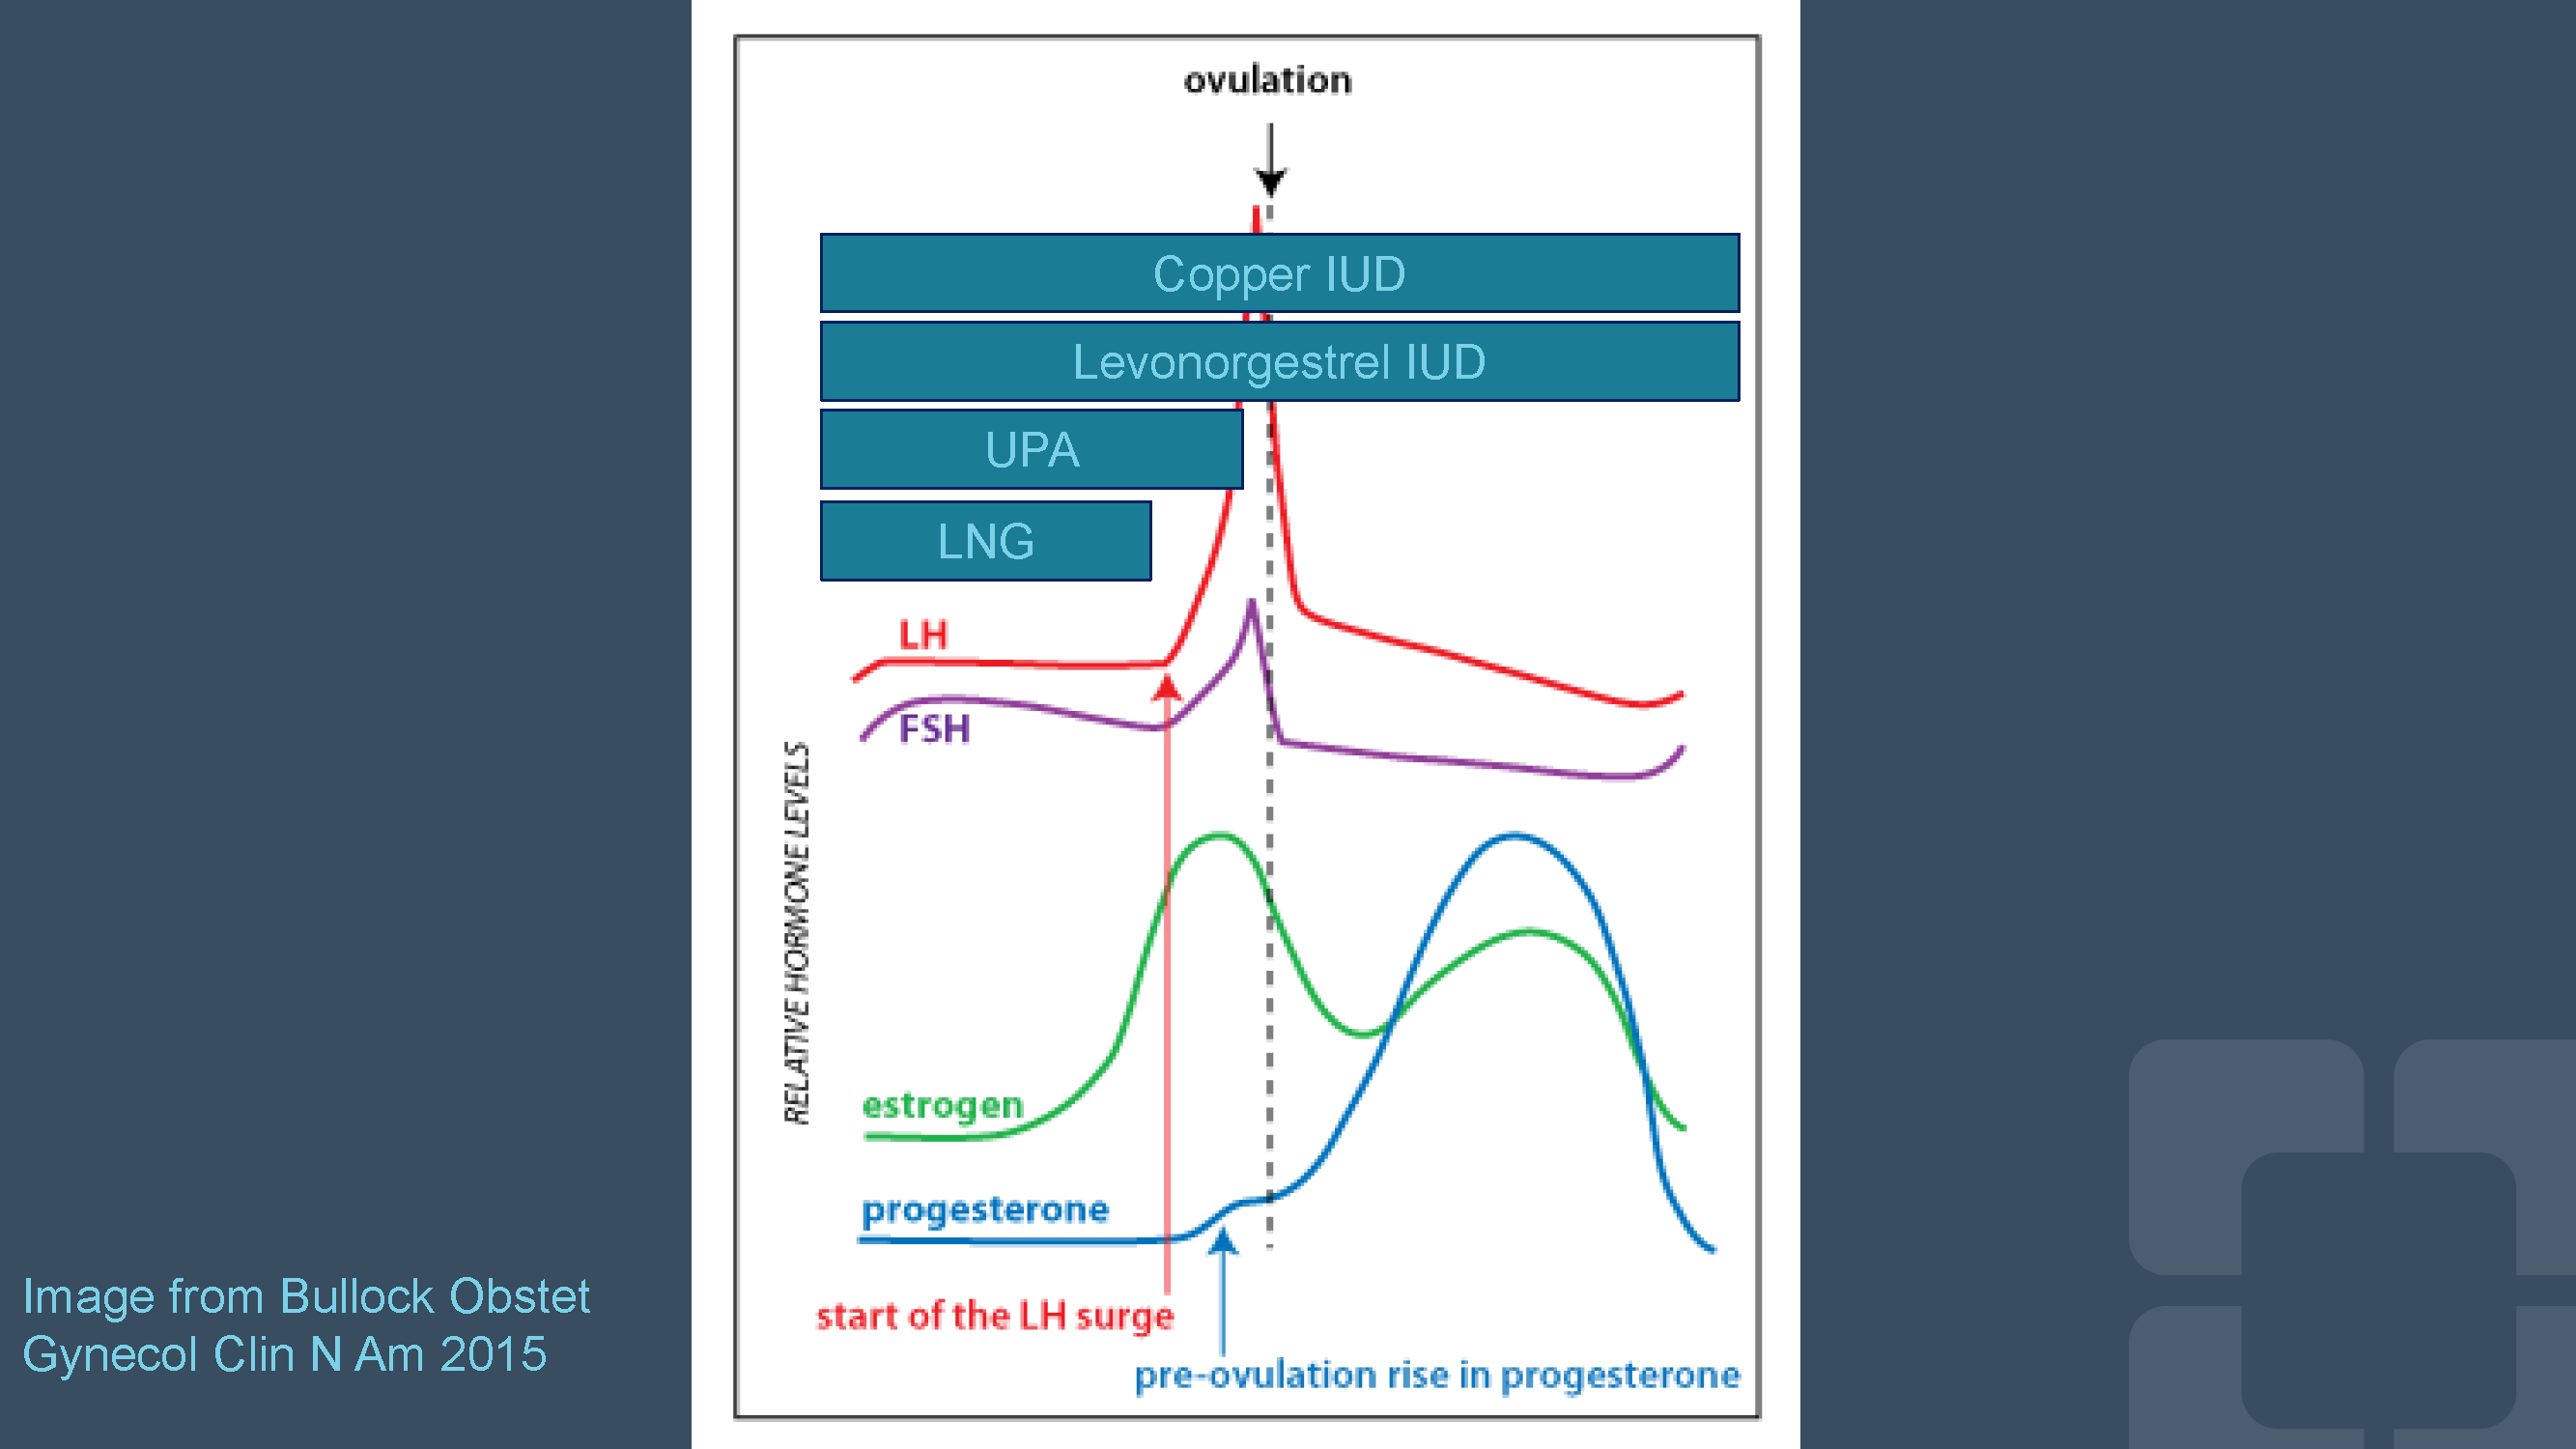 ovulation
Copper IUD
Levonorgestrel IUD
UPA
LNG
LH
FSH
RELATIVE HORMONE LEVELS
estrogen
progesterone
start of the LH surge
pre-ovulation rise in progesterone
Image from Bullock Obstet
Gynecol Clin N Am 2015